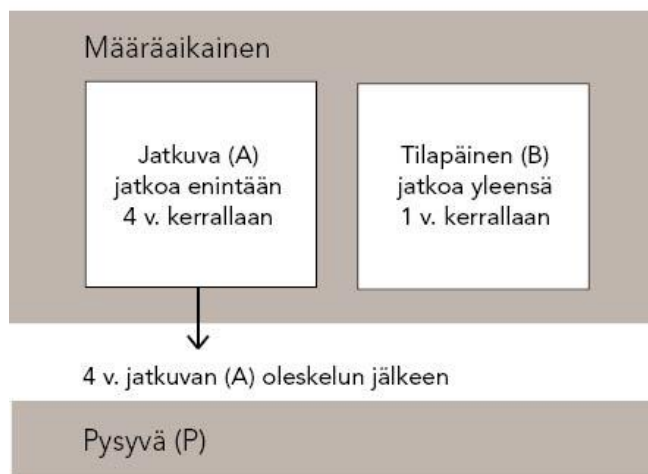 Määräaikainen
Jatkuva (A)
jatkoa enintään
4 v. kerrallaan
Tilapäinen (B)
jatkoa yleensä
1 v. kerrallaan
4 v. jatkuvan (A) oleskelun jälkeen
Pysyvä (P)